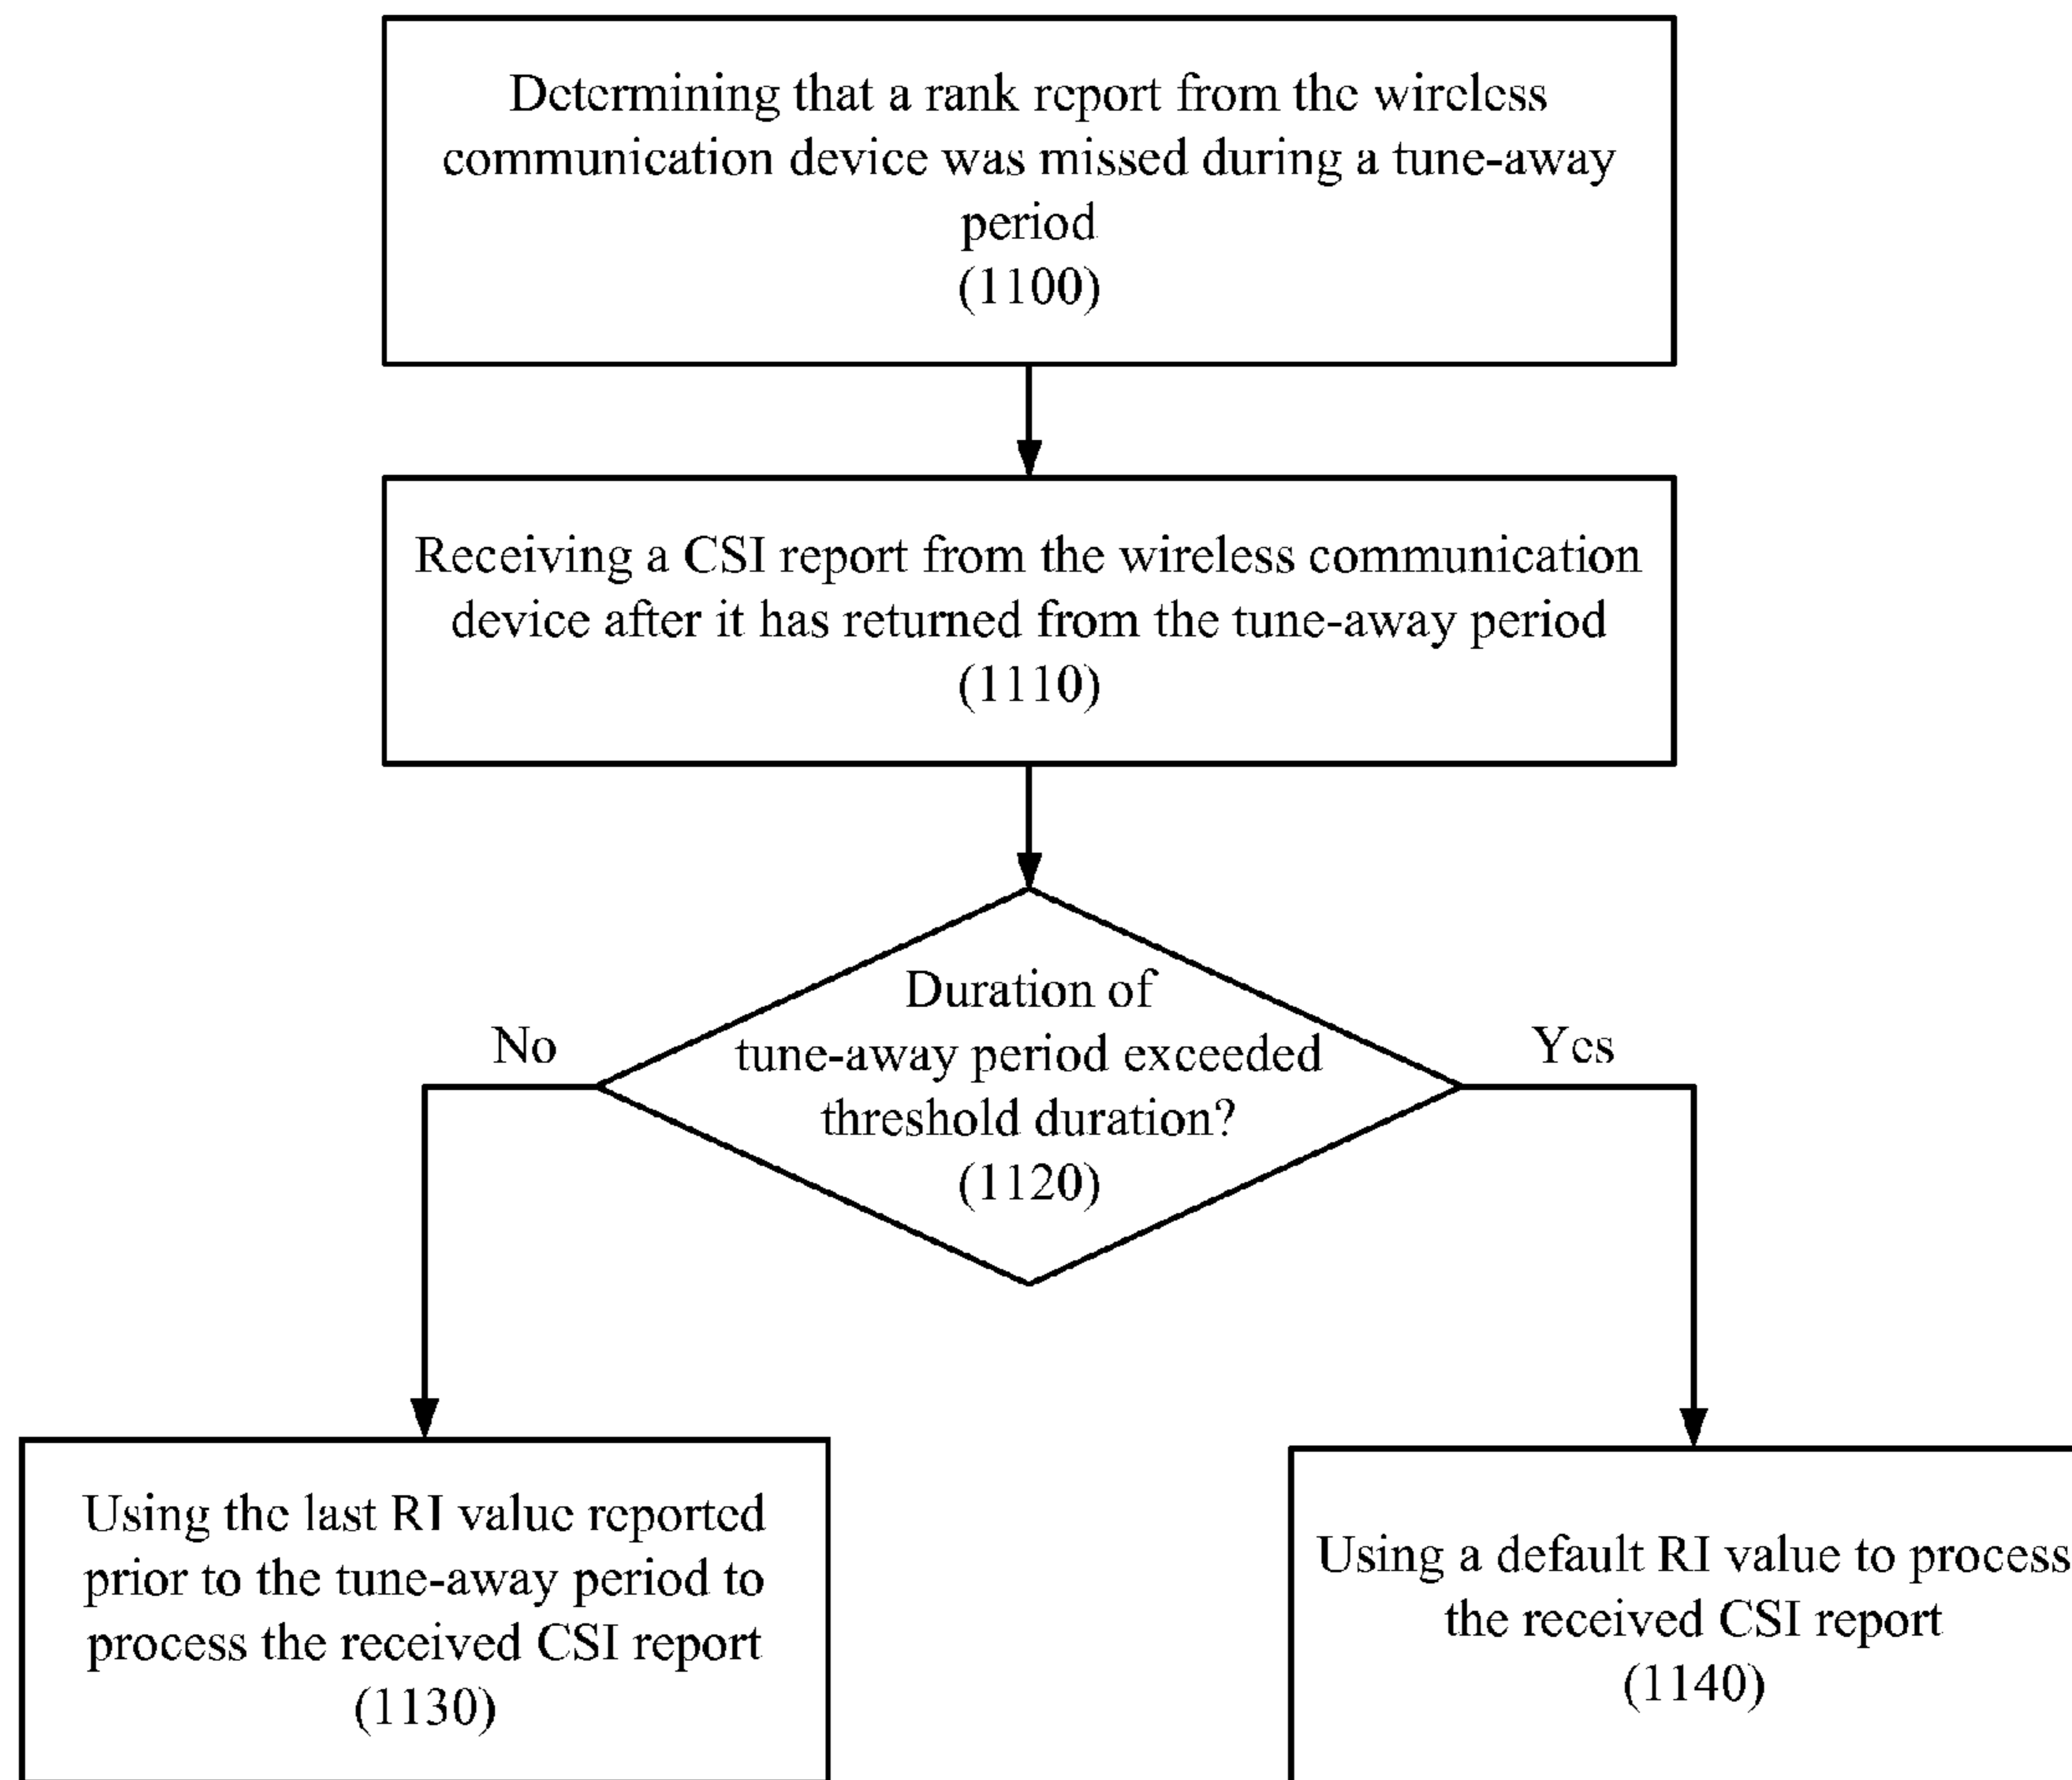 Determining that a rank report from the wireless
communication device was missed during a tune-away
period
(1100)
Receiving a CSI report from the wireless communication
device after it has returned from the tune-away period
(1110)
Duration of
tune-away period exceeded
threshold duration?
(1120)
No
Yes
Using the last RI value reported
prior to the tune-away period to
process the received CSI report
(1130)
Using a default RI value to process
the received CSI report
(1140)